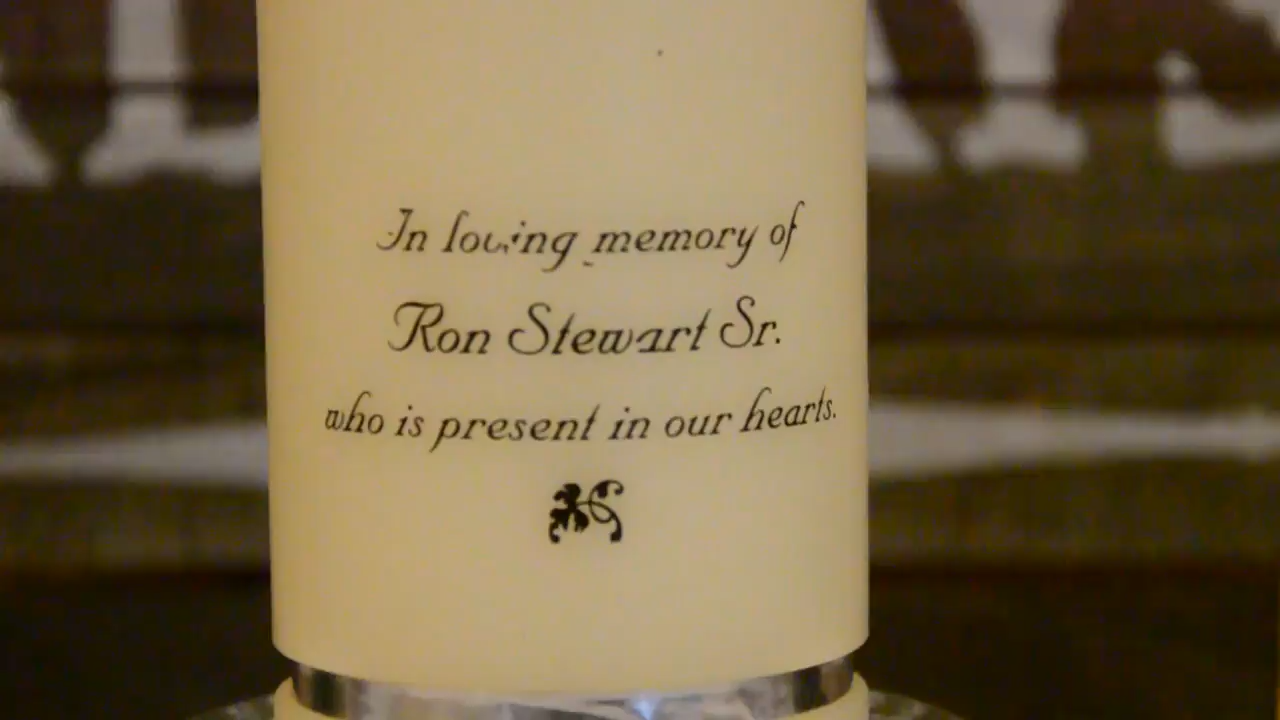 In loving memory of
Ron Stewart Sr.
who is present in our hearts.